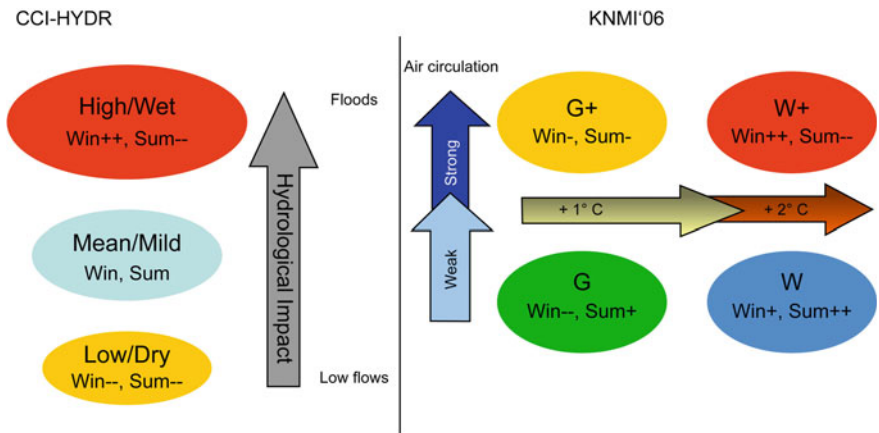 CCI-HYDR
High/Wet
Win++, Sum--
Mean/Mild
Win, Sum
Low/Dry
Win--, Sum--
Floods
Hydrological Impact
Low flows
KNMI‘06
Air circulation
Strong
Weak
G+
Win-, Sum-
W+
Win++, Sum--
+ 1° C
+ 2° C
G
Win--, Sum+
W
Win+, Sum++